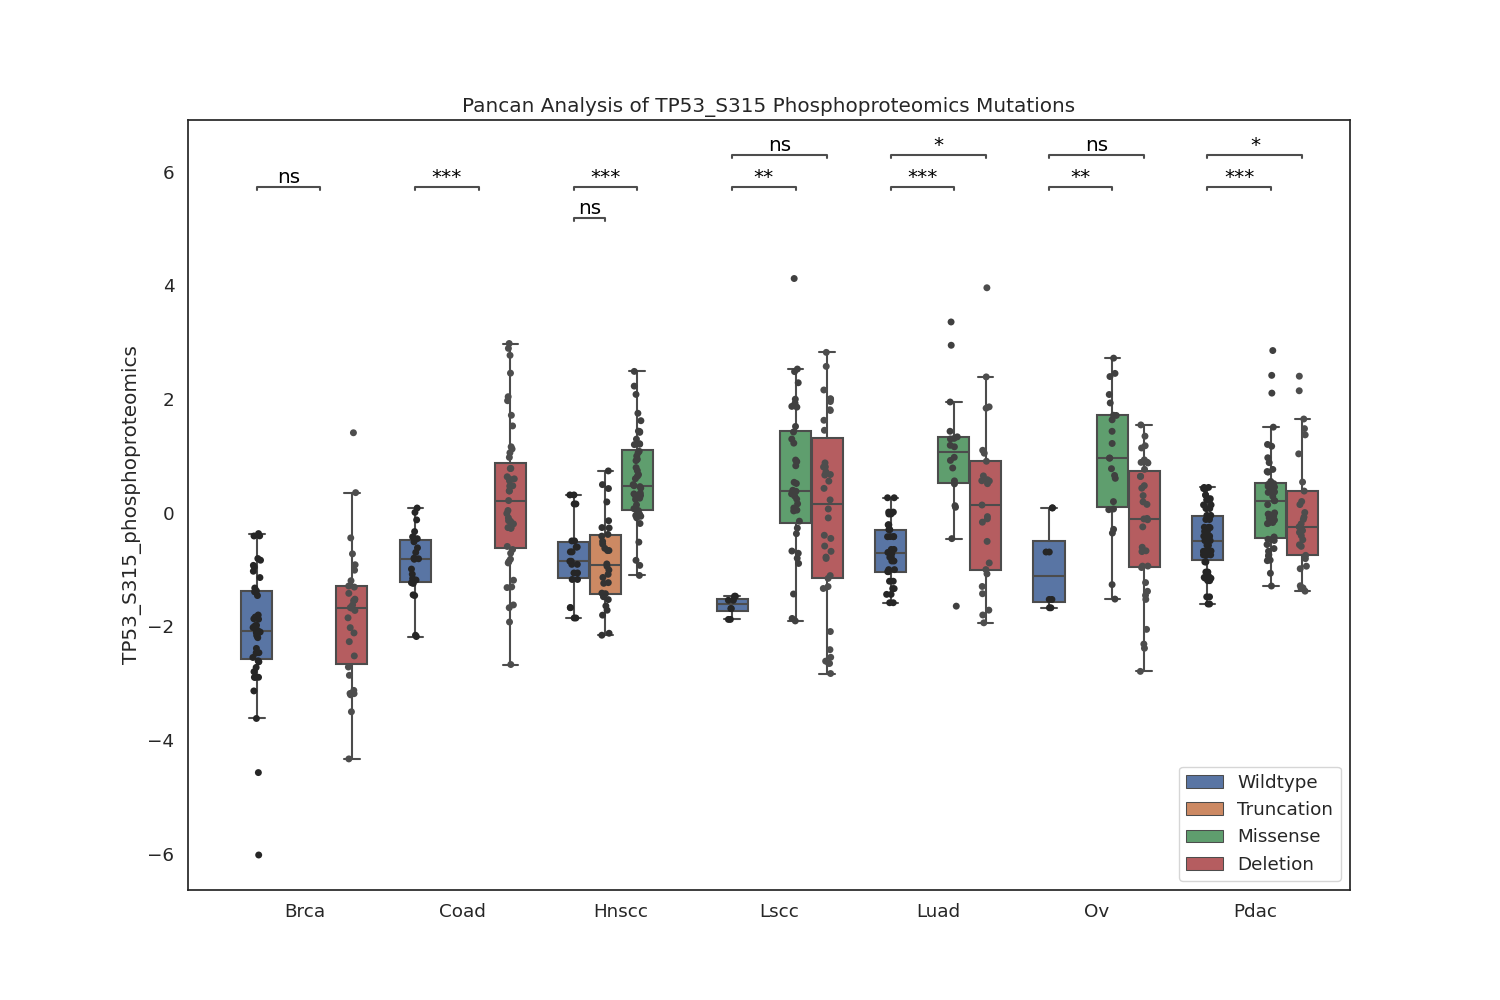 Pancan Analysis of TP53_S315 Phosphoproteomics Mutations
ns * ns *
ns *** *** ** *** ** ***
ns
6
4
2
0
−2
−4
−6
TP53_S315_phosphoproteomics
Wildtype
Truncation
Missense
Deletion
Brca Coad Hnscc Lscc Luad Ov Pdac